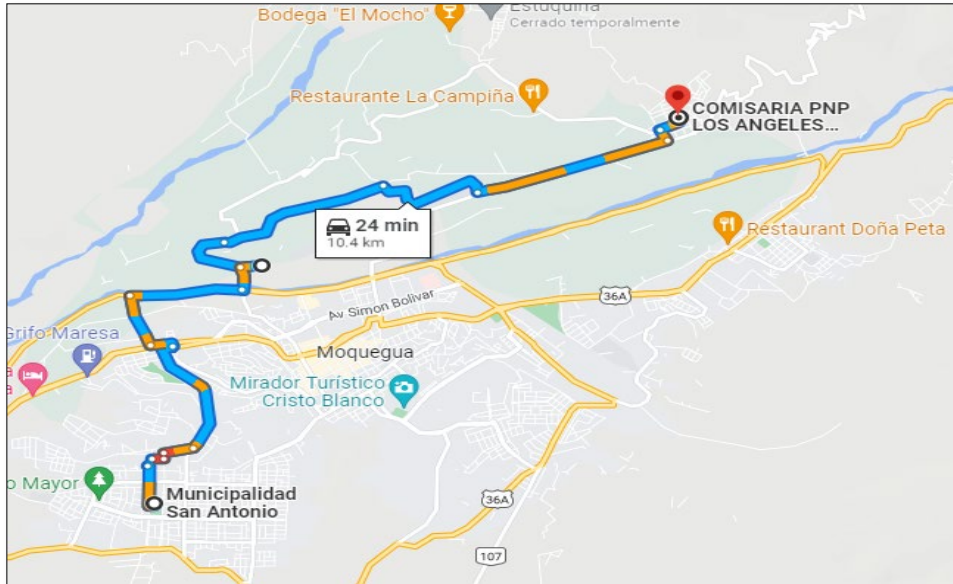 Bodega "El Mocho"
Estuquiña
Cerrado temporalmente
Restaurante La Campiña
COMISARIA PNP
LOS ANGELES...
24 min
10.4 km
Restaurant Doña Peta
36A
Av Simon Bolivar
Grifo Maresa
Moquegua
a
a
Mirador Turístico
Cristo Blanco
o Mayor
Municipalidad
San Antonio
36A
107